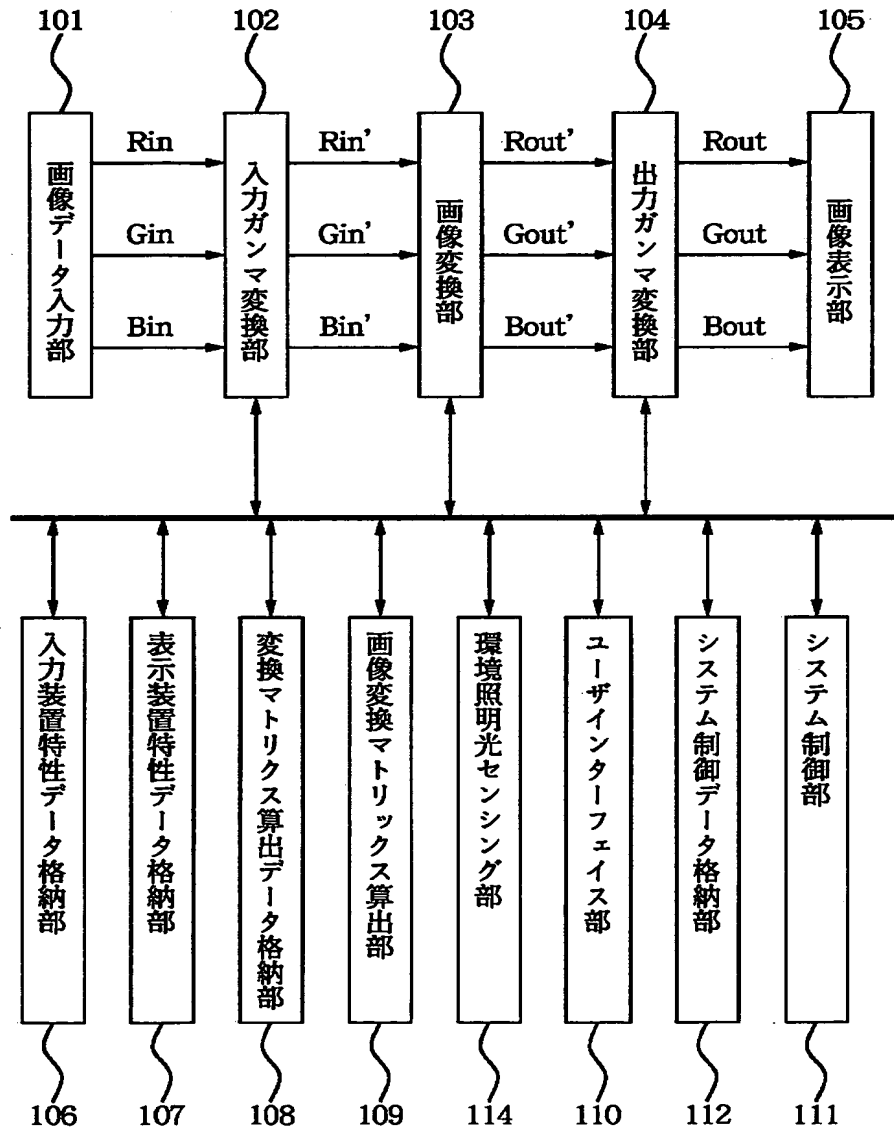 101
102
103
104
105
画像データ入力部
Rin
Gin
Bin
入力ガンマ変換部
Rin'
Gin'
Bin'
画像変換部
Rout'
Gout'
Bout'
出力ガンマ変換部
Rout
Gout
Bout
画像表示部
入力装置特性データ格納部
表示装置特性データ格納部
変換マトリクス算出データ格納部
画像変換マトリックス算出部
環境照明光センシング部
ユーザインターフェイス部
システム制御データ格納部
システム制御部
106
107
108
109
114
110
112
111